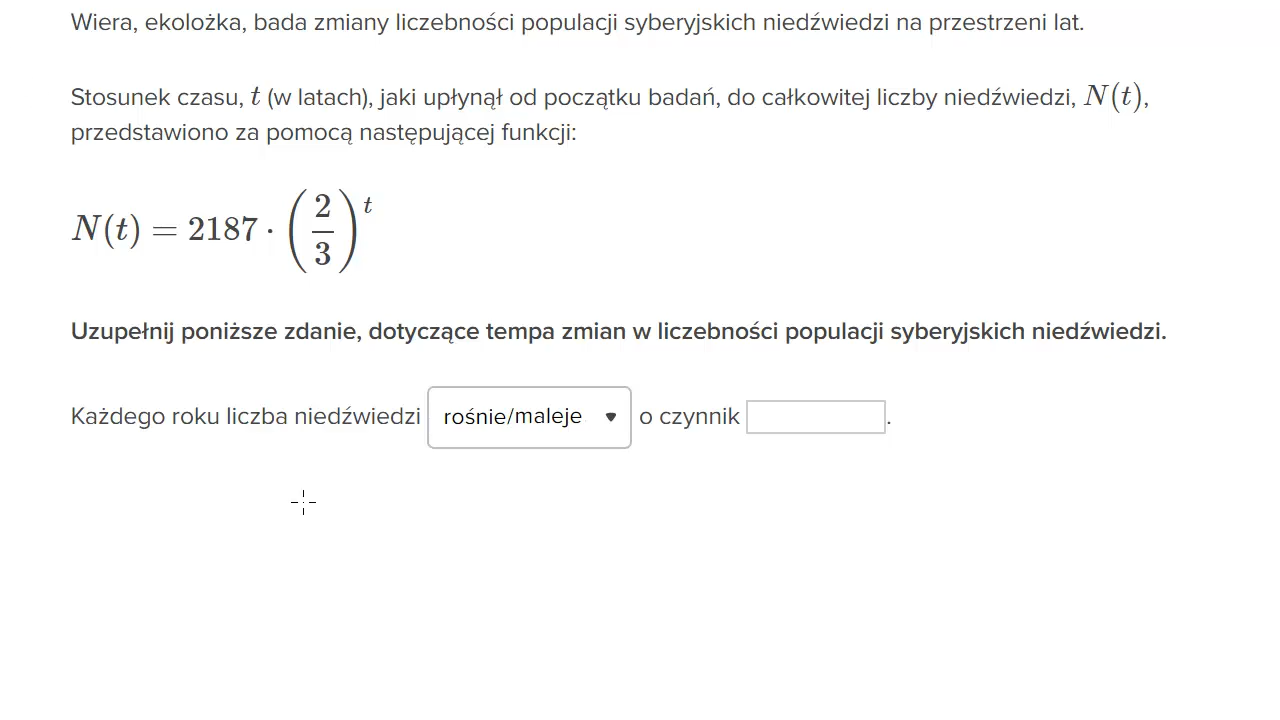 Wiera, ekolożka, bada zmiany liczebności populacji syberyjskich niedźwiedzi na przestrzeni lat.
Stosunek czasu, t (w latach), jaki upłynął od początku badań, do całkowitej liczby niedźwiedzi, N(t),
przedstawiono za pomocą następującej funkcji:
N(t) = 2187 · (2/3)^t
Uzupełnij poniższe zdanie, dotyczące tempa zmian w liczebności populacji syberyjskich niedźwiedzi.
Każdego roku liczba niedźwiedzi rośnie/maleje ▼ o czynnik .